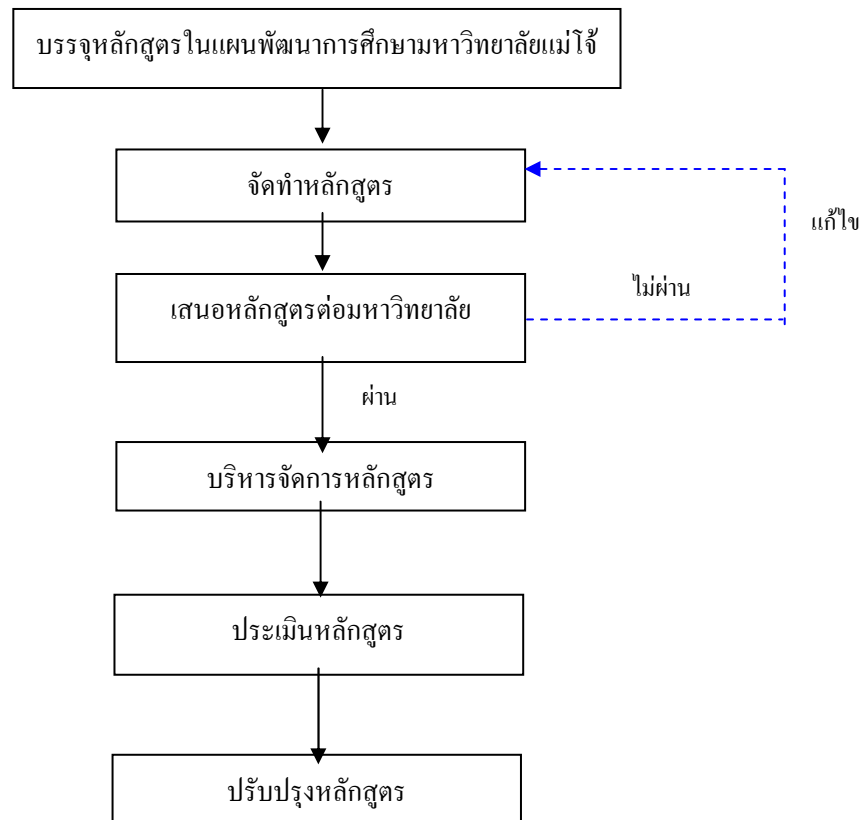 บรรจุหลักสูตรในแผนพัฒนาการศึกษามหาวิทยาลัยแม่โจ้
จัดทำหลักสูตร
แก้ไข
ไม่ผ่าน
เสนอหลักสูตรต่อมหาวิทยาลัย
ผ่าน
บริหารจัดการหลักสูตร
ประเมินหลักสูตร
ปรับปรุงหลักสูตร